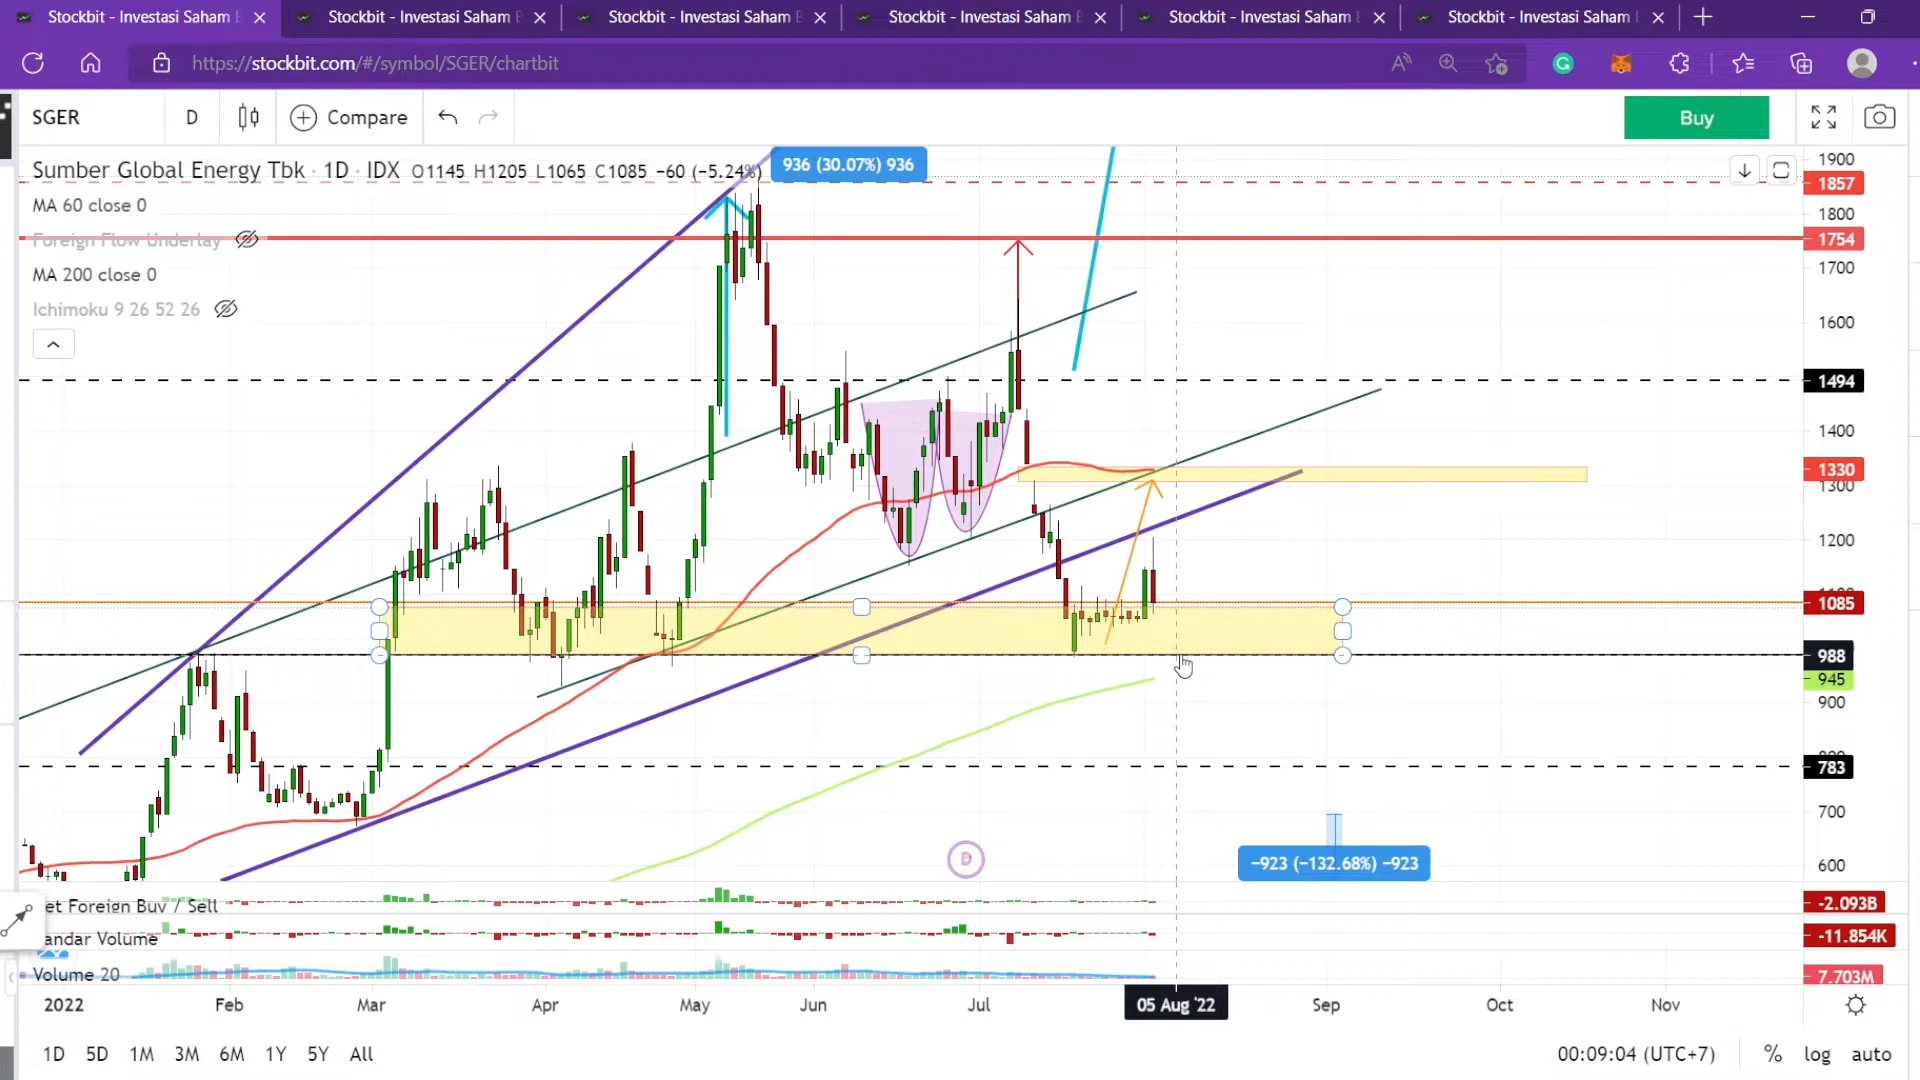 Stockbit - Investasi Saham B
Stockbit - Investasi Saham B
Stockbit - Investasi Saham B
Stockbit - Investasi Saham B
Stockbit - Investasi Saham
Stockbit - Investasi Saham
https://stockbit.com/#/symbol/SGER/chartbit
SGER D Compare Buy
Sumber Global Energy Tbk · 1D · IDX O1145 H1205 L1065 C1085 −60 (−5.24%)
936 (30.07%) 936
MA 60 close 0
Foreign Flow Underlay
MA 200 close 0
Ichimoku 9 26 52 26
1900
1857
1800
1754
1700
1600
1494
1400
1330
1300
1200
1085
988
945
900
783
700
600
D
−923 (−132.68%) −923
et Foreign Buy / Sell
-2.093B
andar Volume
-11.854K
Volume 20
7.703M
2022 Feb Mar Apr May Jun Jul 05 Aug '22 Sep Oct Nov
1D 5D 1M 3M 6M 1Y 5Y All
00:09:04 (UTC+7) % log auto